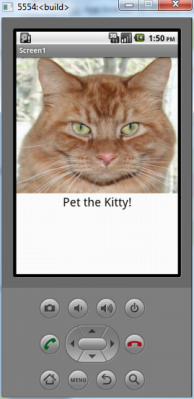 5554:<build>
1:50 PM
Screen1
Pet the Kitty!
MENU